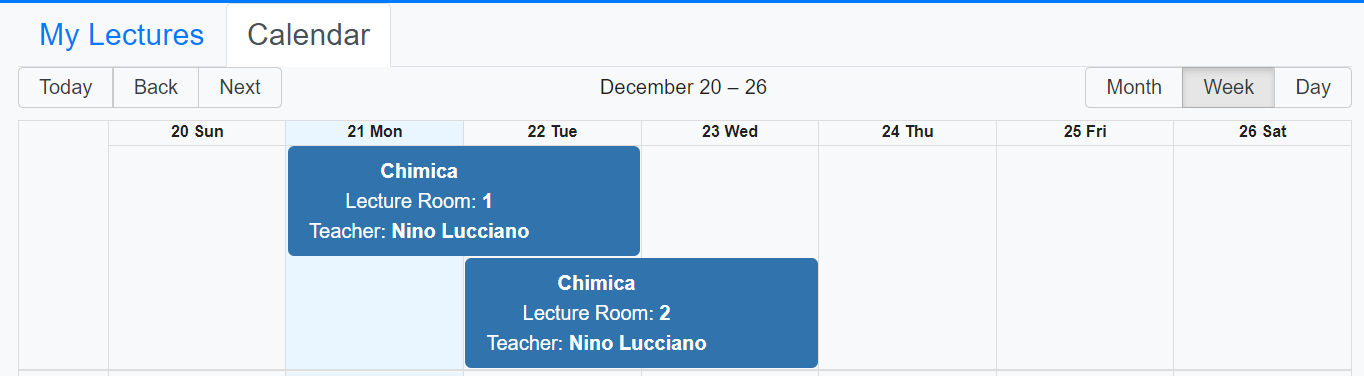 My Lectures Calendar
Today Back Next December 20 – 26 Month Week Day
20 Sun 21 Mon 22 Tue 23 Wed 24 Thu 25 Fri 26 Sat
Chimica
Lecture Room: 1
Teacher: Nino Lucciano
Chimica
Lecture Room: 2
Teacher: Nino Lucciano